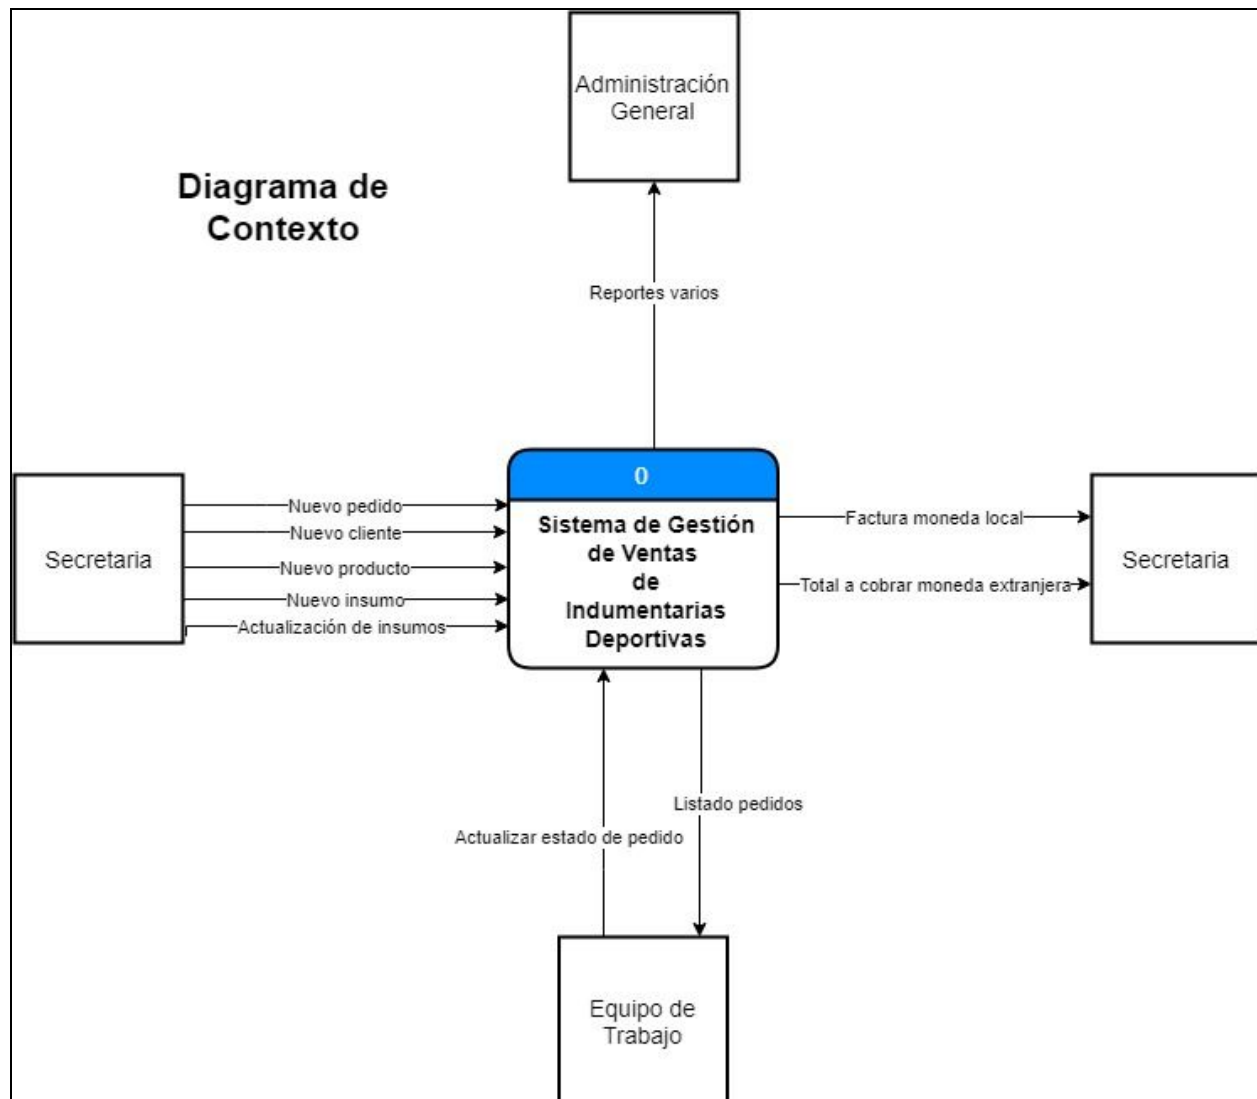 Administración
General
Diagrama de
Contexto
Reportes varios
0
Sistema de Gestión
de Ventas
de
Indumentarias
Deportivas
Secretaria
Nuevo pedido
Nuevo cliente
Nuevo producto
Nuevo insumo
Actualización de insumos
Factura moneda local
Total a cobrar moneda extranjera
Secretaria
Listado pedidos
Actualizar estado de pedido
Equipo de
Trabajo